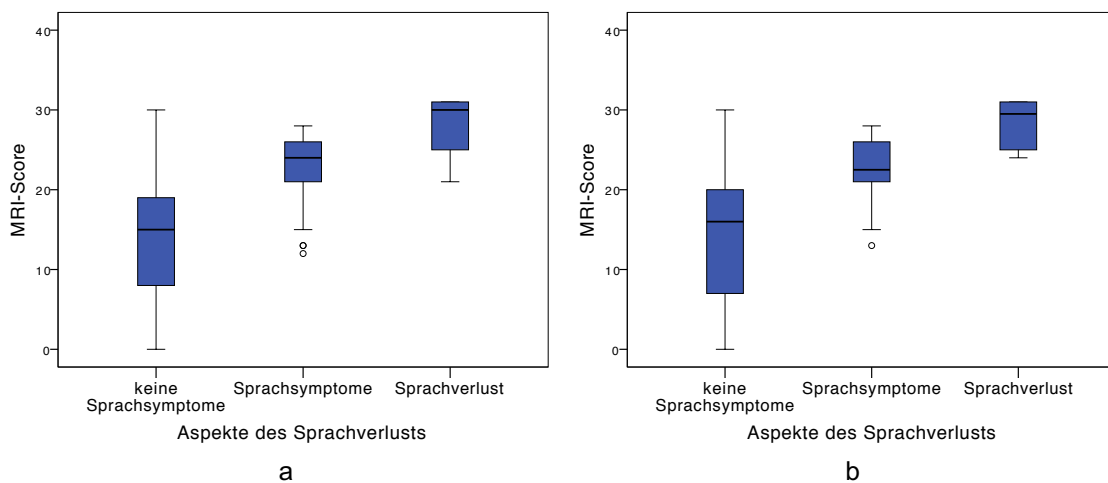 MRI-Score
40
30
20
10
0
keine
Sprachsymptome
Sprachsymptome
Sprachverlust
Aspekte des Sprachverlusts
a
MRI-Score
40
30
20
10
0
keine
Sprachsymptome
Sprachsymptome
Sprachverlust
Aspekte des Sprachverlusts
b